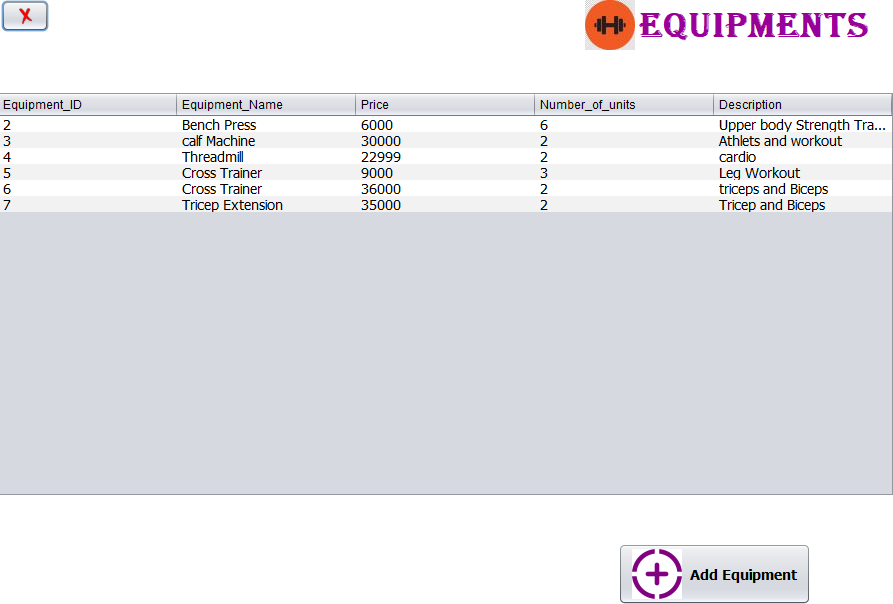 X
EQUIPMENTS
Equipment_ID Equipment_Name Price Number_of_units Description
2 Bench Press 6000 6 Upper body Strength Tra...
3 calf Machine 30000 2 Athlets and workout
4 Threadmill 22999 2 cardio
5 Cross Trainer 9000 3 Leg Workout
6 Cross Trainer 36000 2 triceps and Biceps
7 Tricep Extension 35000 2 Tricep and Biceps
Add Equipment